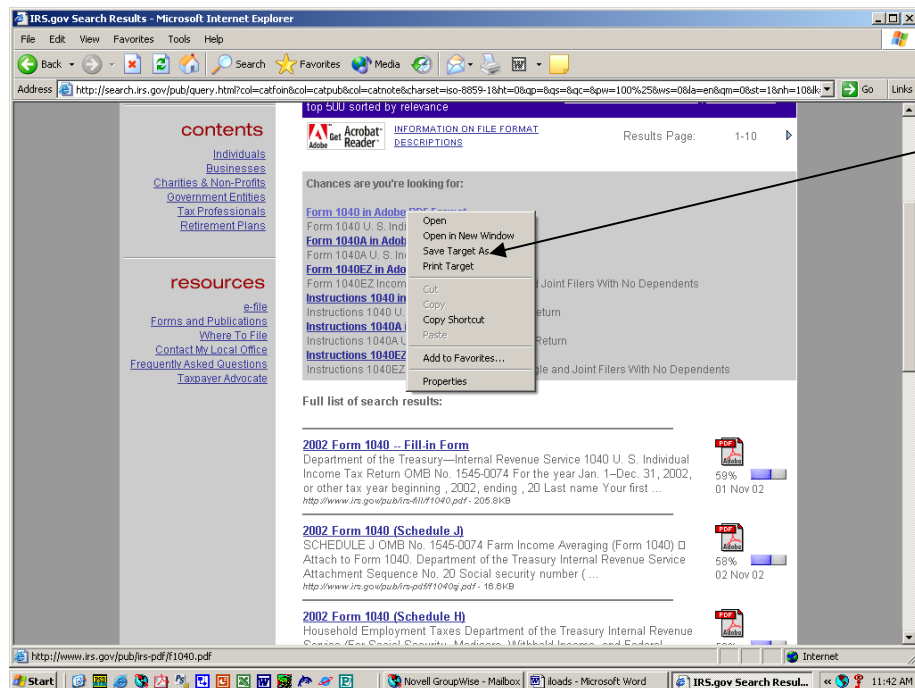 IRS.gov Search Results - Microsoft Internet Explorer
File Edit View Favorites Tools Help
Back Search Favorites Media
Address http://search.irs.gov/pub/query.html?col=catfoin&col=catpub&col=catnote&charset=iso-8859-1&ht=0&qp=&qs=&qc=&pw=100%25&ws=0&la=en&qm=0&st=1&nh=10&lk Go Links
top 500 sorted by relevance
contents
Individuals
Businesses
Charities & Non-Profits
Government Entities
Tax Professionals
Retirement Plans
resources
e-file
Forms and Publications
Where To File
Contact My Local Office
Frequently Asked Questions
Taxpayer Advocate
Adobe Get Acrobat Reader
INFORMATION ON FILE FORMAT
DESCRIPTIONS
Results Page: 1-10
Chances are you're looking for:
Form 1040 in Adobe PDF Format
Form 1040 U. S. Indi
Form 1040A in Adob
Form 1040A U. S. In
Form 1040EZ in Ado
Form 1040EZ Incom Joint Filers With No Dependents
Instructions 1040 in
Instructions 1040 U. eturn
Instructions 1040A i
Instructions 1040A U Return
Instructions 1040EZ
Instructions 1040EZ gle and Joint Filers With No Dependents
Open
Open in New Window
Save Target As
Print Target
Cut
Copy
Copy Shortcut
Paste
Add to Favorites...
Properties
Full list of search results:
2002 Form 1040 -- Fill-in Form
Department of the Treasury—Internal Revenue Service 1040 U. S. Individual
Income Tax Return OMB No. 1545-0074 For the year Jan. 1–Dec. 31, 2002,
or other tax year beginning , 2002, ending , 20 Last name Your first ...
http://www.irs.gov/pub/irs-fill/f1040.pdf - 205.8KB
PDF Adobe
59%
01 Nov 02
2002 Form 1040 (Schedule J)
SCHEDULE J OMB No. 1545-0074 Farm Income Averaging (Form 1040) □
Attach to Form 1040. Department of the Treasury Internal Revenue Service
Attachment Sequence No. 20 Social security number ( ...
http://www.irs.gov/pub/irs-pdf/f1040sj.pdf - 16.6KB
PDF Adobe
58%
02 Nov 02
2002 Form 1040 (Schedule H)
Household Employment Taxes Department of the Treasury Internal Revenue
Service (For Social Security, Medicare, Withheld Income, and Federal
PDF Adobe
http://www.irs.gov/pub/irs-pdf/f1040.pdf Internet
Start Novell GroupWise - Mailbox iloads - Microsoft Word IRS.gov Search Resul... 11:42 AM